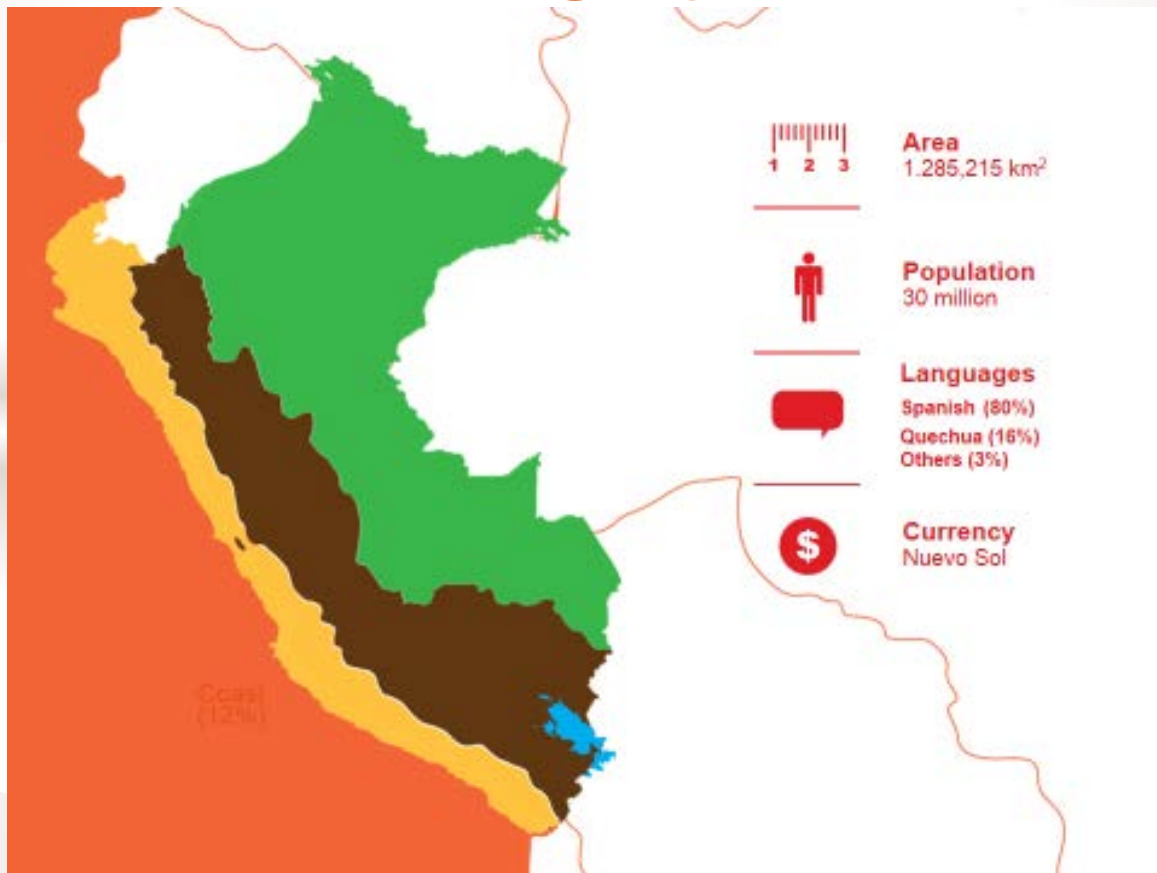 1 2 3
Area
1.285,215 km²
Population
30 million
Languages
Spanish (80%)
Quechua (16%)
Others (3%)
$
Currency
Nuevo Sol
Coast
(12%)